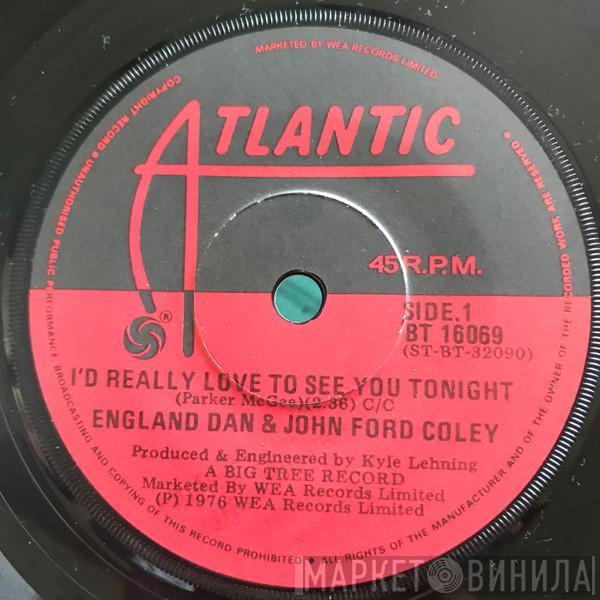 MARKETED BY WEA RECORDS LIMITED
COPYRIGHT RECORD • UNAUTHORISED PUBLIC PERFORMANCE BROADCASTING AND COPYING OF THIS RECORD PROHIBITED • ALL RIGHTS OF THE MANUFACTURER AND OF THE OWNER OF THE RECORDED WORK ARE RESERVED •
ATLANTIC
®
45 R.P.M.
SIDE.1
BT 16069
(ST-BT-32090)
I'D REALLY LOVE TO SEE YOU TONIGHT
(Parker McGee)(2.36) C/C
ENGLAND DAN & JOHN FORD COLEY
Produced & Engineered by Kyle Lehning
A BIG TREE RECORD
Marketed By WEA Records Limited
(P) 1976 WEA Records Limited
МАРКЕТ ВИНИЛА